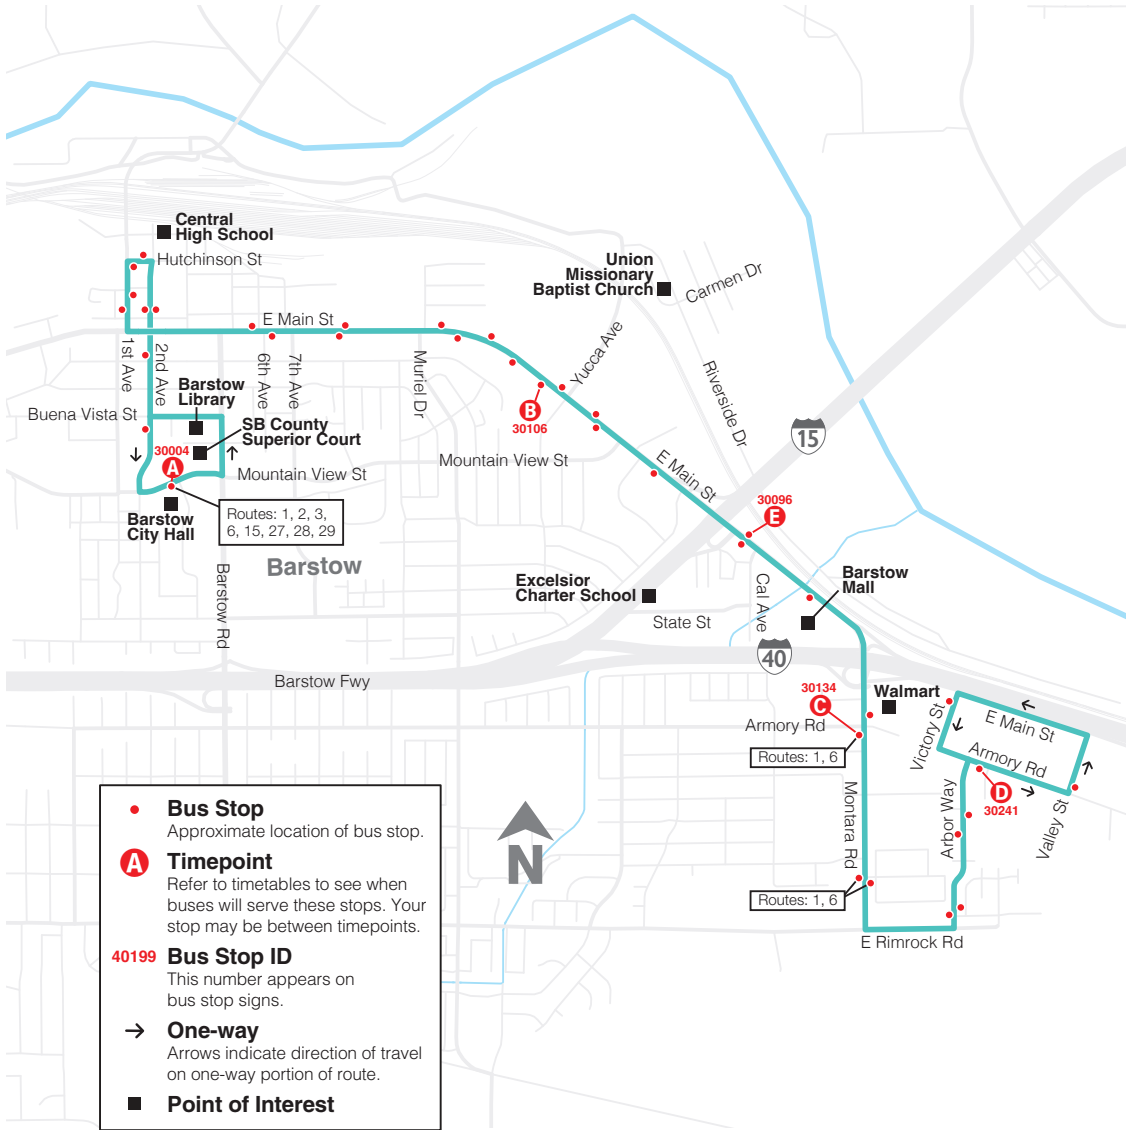 Central
High School
Hutchinson St
Union
Missionary
Baptist Church
Carmen Dr
E Main St
1st Ave
2nd Ave
6th Ave
7th Ave
Muriel Dr
Yucca Ave
Riverside Dr
Barstow
Library
Buena Vista St
SB County
Superior Court
B
30106
15
30004
A
Mountain View St
Mountain View St
E Main St
30096
E
Barstow
City Hall
Routes: 1, 2, 3,
6, 15, 27, 28, 29
Barstow
Barstow Rd
Excelsior
Charter School
Cal Ave
Barstow
Mall
State St
40
Barstow Fwy
30134
C
Walmart
Armory Rd
Routes: 1, 6
Victory St
E Main St
Armory Rd
D
30241
Montara Rd
Arbor Way
Valley St
Routes: 1, 6
E Rimrock Rd
N
Bus Stop
Approximate location of bus stop.
A
Timepoint
Refer to timetables to see when
buses will serve these stops. Your
stop may be between timepoints.
40199 Bus Stop ID
This number appears on
bus stop signs.
One-way
Arrows indicate direction of travel
on one-way portion of route.
Point of Interest